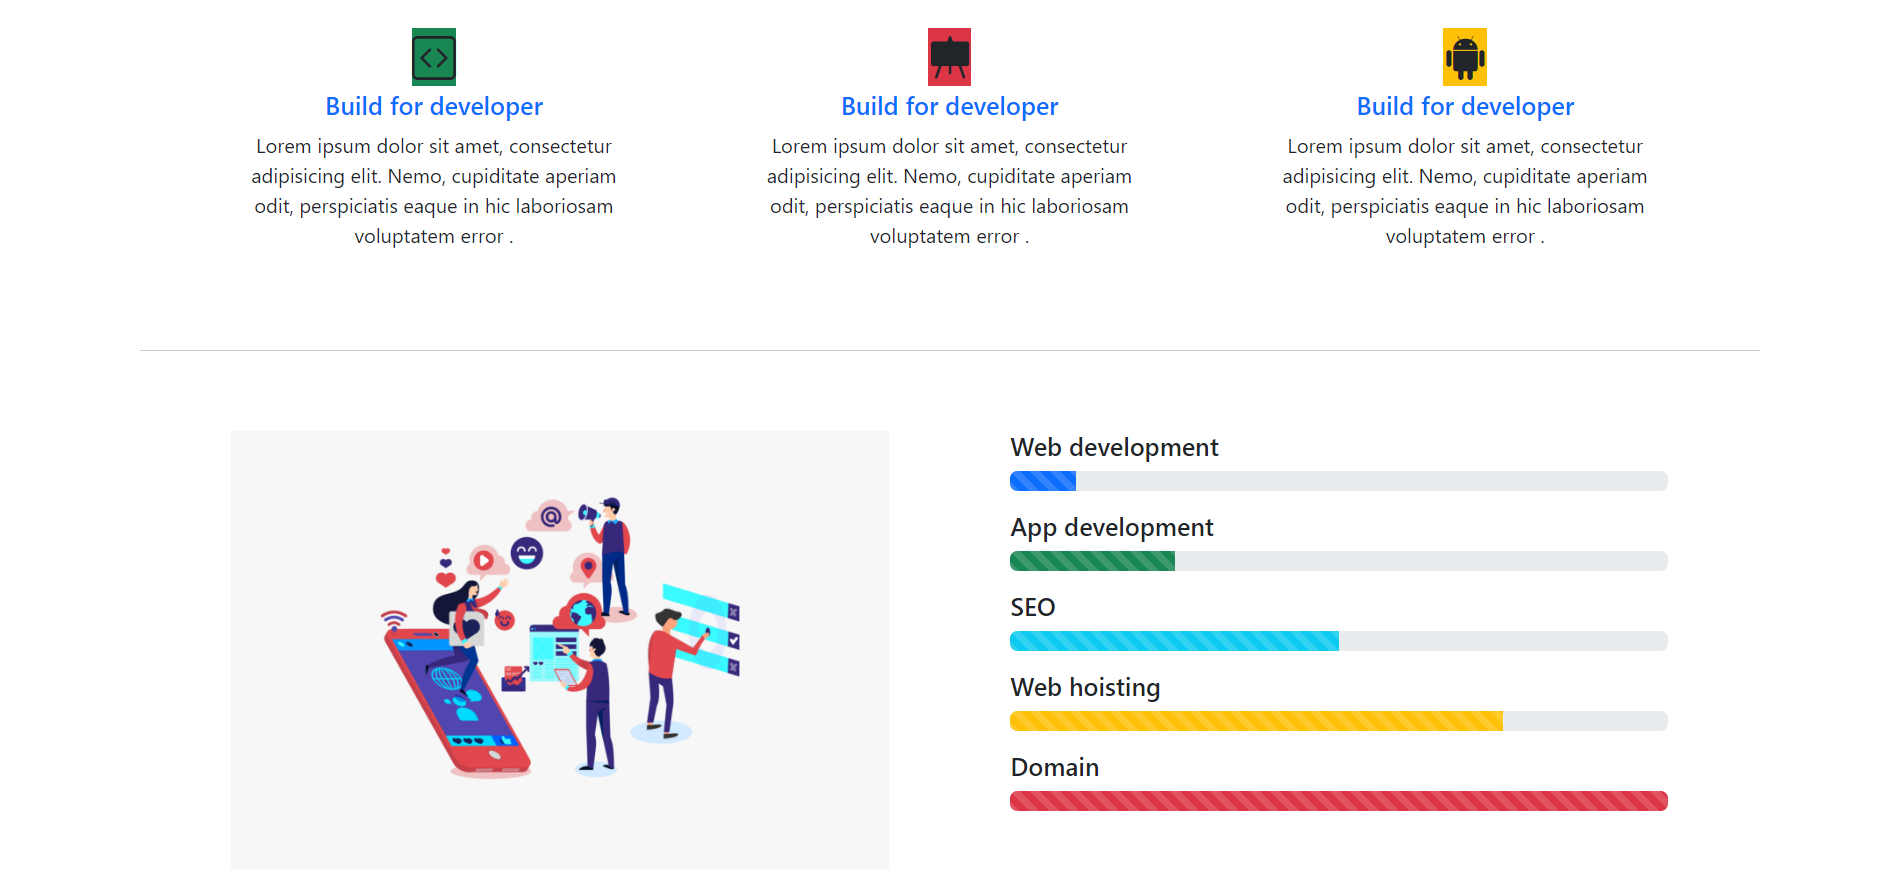 Build for developer
Lorem ipsum dolor sit amet, consectetur
adipisicing elit. Nemo, cupiditate aperiam
odit, perspiciatis eaque in hic laboriosam
voluptatem error .
Build for developer
Lorem ipsum dolor sit amet, consectetur
adipisicing elit. Nemo, cupiditate aperiam
odit, perspiciatis eaque in hic laboriosam
voluptatem error .
Build for developer
Lorem ipsum dolor sit amet, consectetur
adipisicing elit. Nemo, cupiditate aperiam
odit, perspiciatis eaque in hic laboriosam
voluptatem error .
@
Web development
App development
SEO
Web hoisting
Domain